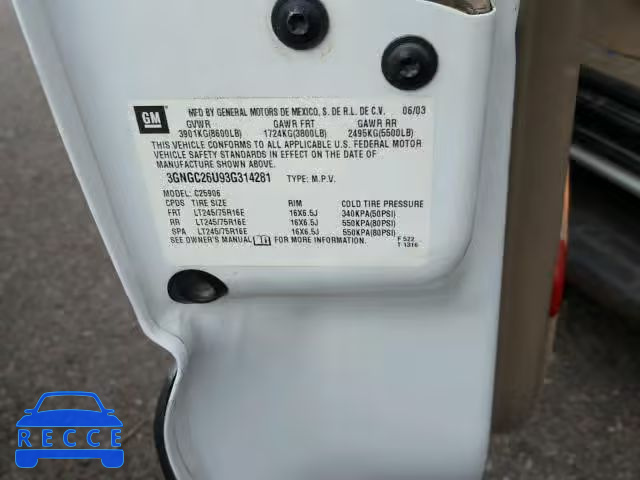 GM
MFD BY GENERAL MOTORS DE MEXICO, S. DE R.L. DE C.V. 06/03
GVWR GAWR FRT GAWR RR
3901KG(8600LB) 1724KG(3800LB) 2495KG(5500LB)
THIS VEHICLE CONFORMS TO ALL APPLICABLE U.S. FEDERAL MOTOR
VEHICLE SAFETY STANDARDS IN EFFECT ON THE DATE OF
MANUFACTURE SHOWN ABOVE.
3GNGC26U93G314281 TYPE: M.P.V.
MODEL: C25906
CPDS TIRE SIZE RIM COLD TIRE PRESSURE
FRT LT245/75R16E 16X6.5J 340KPA(50PSI)
RR LT245/75R16E 16X6.5J 550KPA(80PSI)
SPA LT245/75R16E 16X6.5J 550KPA(80PSI)
SEE OWNER'S MANUAL FOR MORE INFORMATION. F 522
T 1316
RECCE